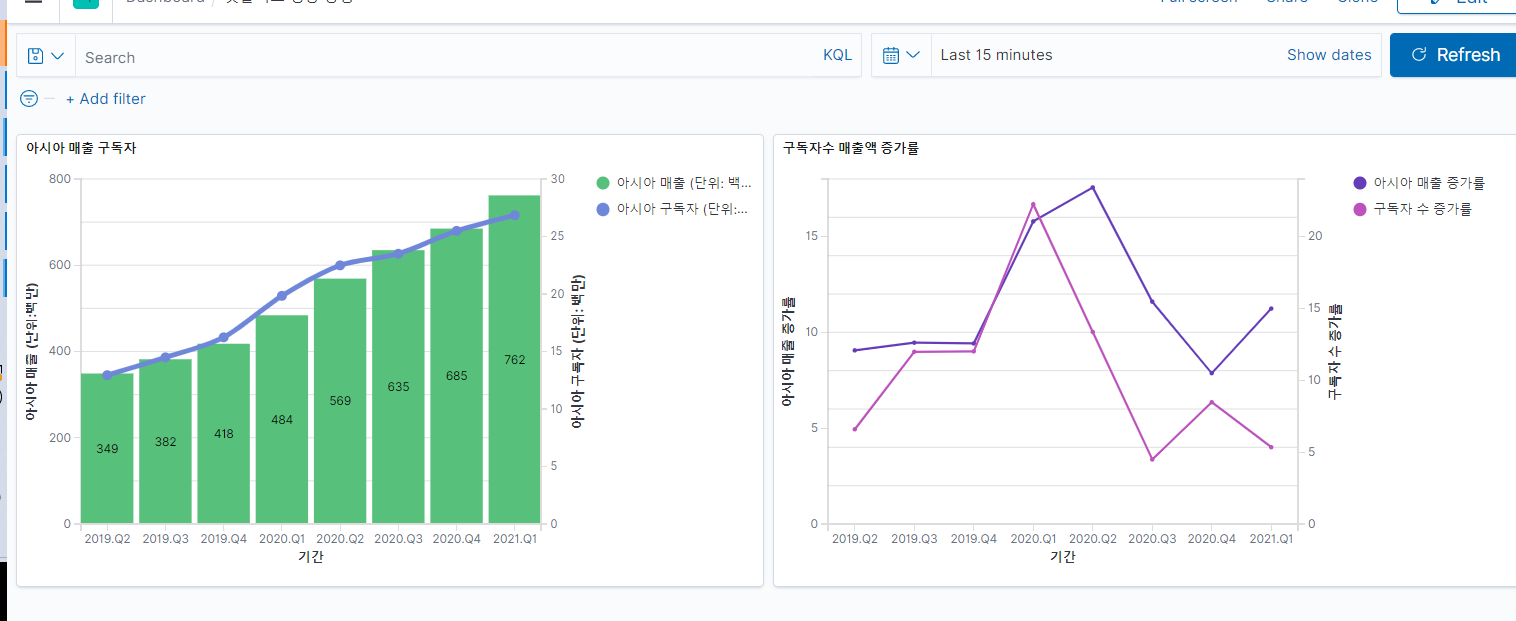 Dashboard /
Full screen Share Clone Edit
Search KQL Last 15 minutes Show dates Refresh
+ Add filter
아시아 매출 구독자
800
600
400
200
0
아시아 매출 (단위:백만)
349 382 418 484 569 635 685 762
30
25
20
15
10
5
0
아시아 구독자 (단위: 백만)
2019.Q2 2019.Q3 2019.Q4 2020.Q1 2020.Q2 2020.Q3 2020.Q4 2021.Q1
기간
아시아 매출 (단위: 백...
아시아 구독자 (단위:...
구독자수 매출액 증가률
15
10
5
0
아시아 매출 증가률
20
15
10
5
0
구독자 수 증가률
2019.Q2 2019.Q3 2019.Q4 2020.Q1 2020.Q2 2020.Q3 2020.Q4 2021.Q1
기간
아시아 매출 증가률
구독자 수 증가률